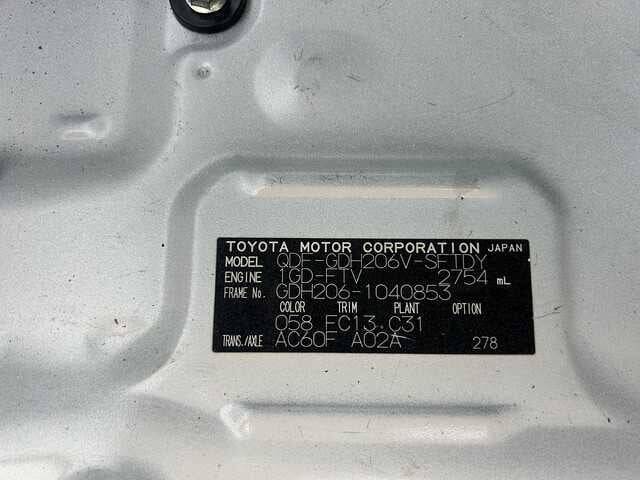 TOYOTA MOTOR CORPORATION JAPAN
MODEL QDF-GDH206V-SFTDY
ENGINE 1GD-FTV 2754 mL
FRAME No. GDH206-1040853
COLOR TRIM PLANT OPTION
058 FC13.C31
TRANS./AXLE AC60F A02A 278